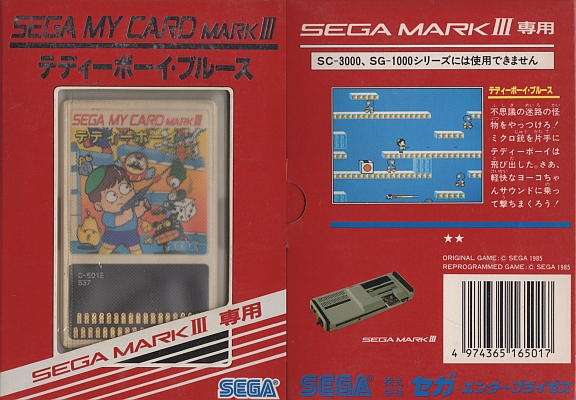 SEGA MY CARD MARK III
テディーボーイ・ブルース
SEGA MY CARD MARK III
テディーボーイ
SEGA
C-501
537
SEGA MARK III 専用
SEGA
SEGA MARK III 専用
SC-3000、SG-1000シリーズには使用できません
テディーボーイ・ブルース
不思議の迷路の怪
物をやっつけろ!
ミクロ銃を片手に
テディーボーイは
飛び出した。さあ、
軽快なヨーコちゃ
んサウンドに乗っ
て撃ちまくろう!
★★
ORIGINAL GAME: © SEGA 1985
REPROGRAMMED GAME: © SEGA 1985
SEGA MARK III
4 974365 165017
SEGA 株式会社 セガ・エンタープライゼス